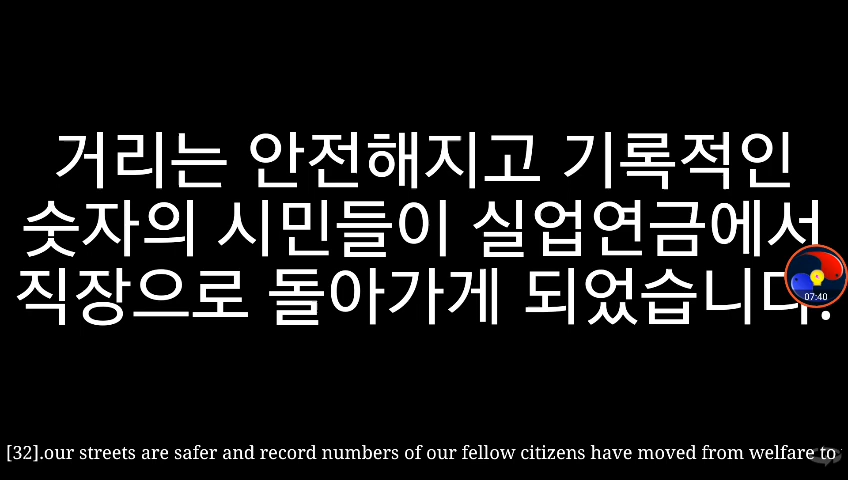 거리는 안전해지고 기록적인
숫자의 시민들이 실업연금에서
직장으로 돌아가게 되었습니다.
07:40
[32].our streets are safer and record numbers of our fellow citizens have moved from welfare to